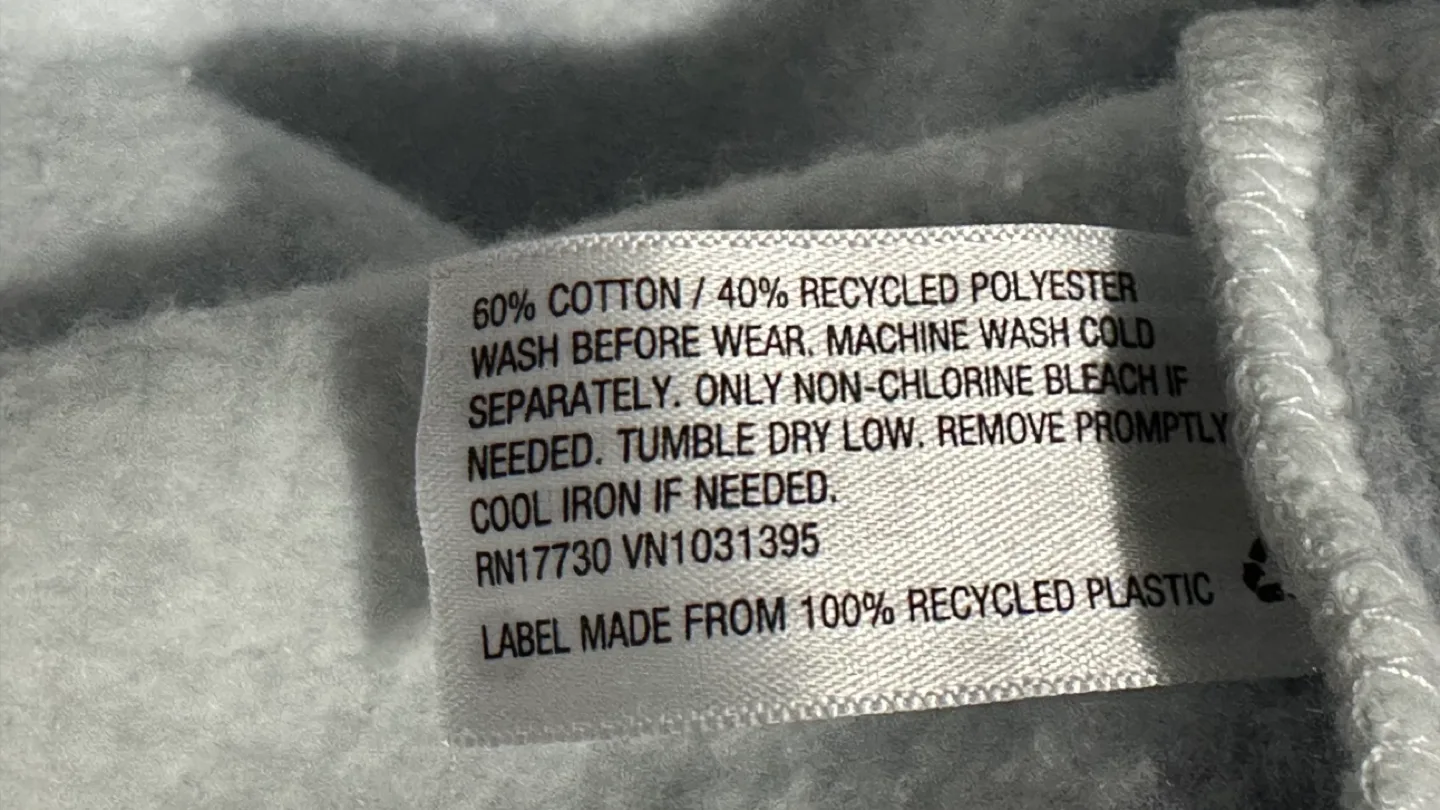 60% COTTON / 40% RECYCLED POLYESTER
WASH BEFORE WEAR. MACHINE WASH COLD
SEPARATELY. ONLY NON-CHLORINE BLEACH IF
NEEDED. TUMBLE DRY LOW. REMOVE PROMPTLY
COOL IRON IF NEEDED.
RN17730 VN1031395
LABEL MADE FROM 100% RECYCLED PLASTIC